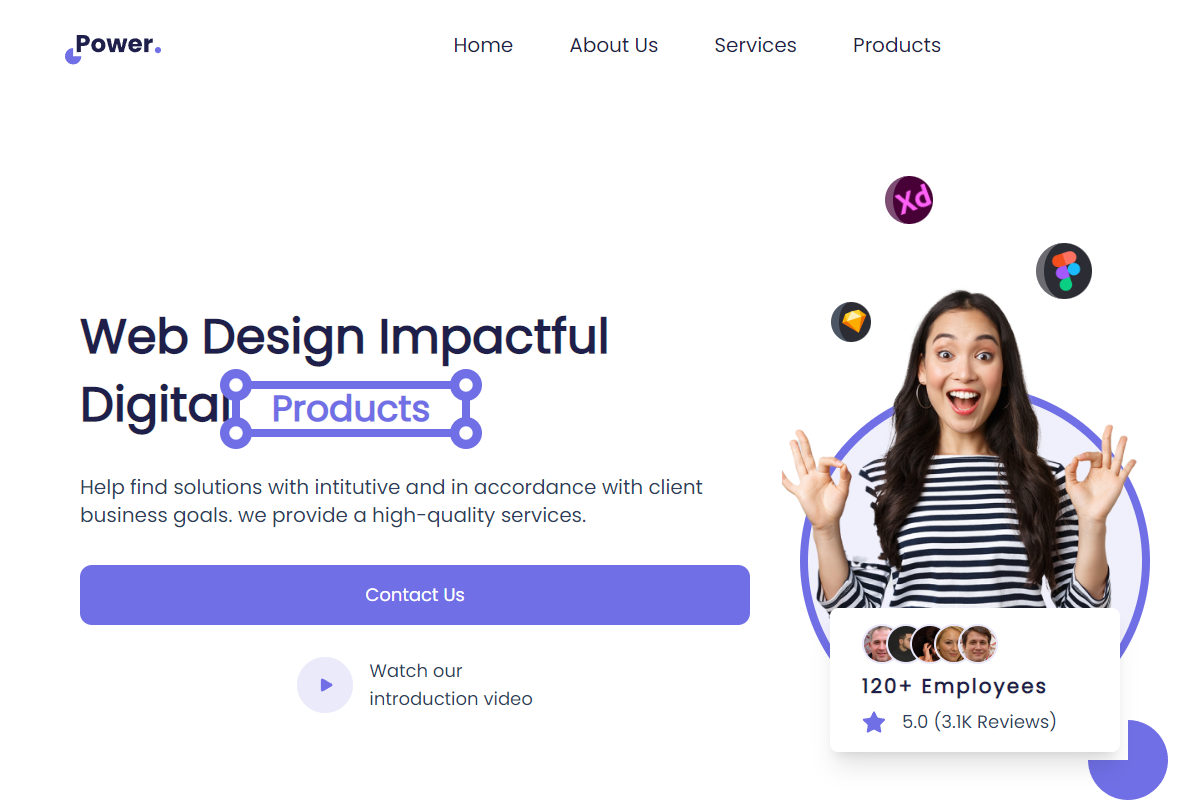 Power.
Home About Us Services Products
Xd
Web Design Impactful
Digital Products
Help find solutions with intitutive and in accordance with client
business goals. we provide a high-quality services.
Contact Us
Watch our
introduction video
120+ Employees
5.0 (3.1K Reviews)